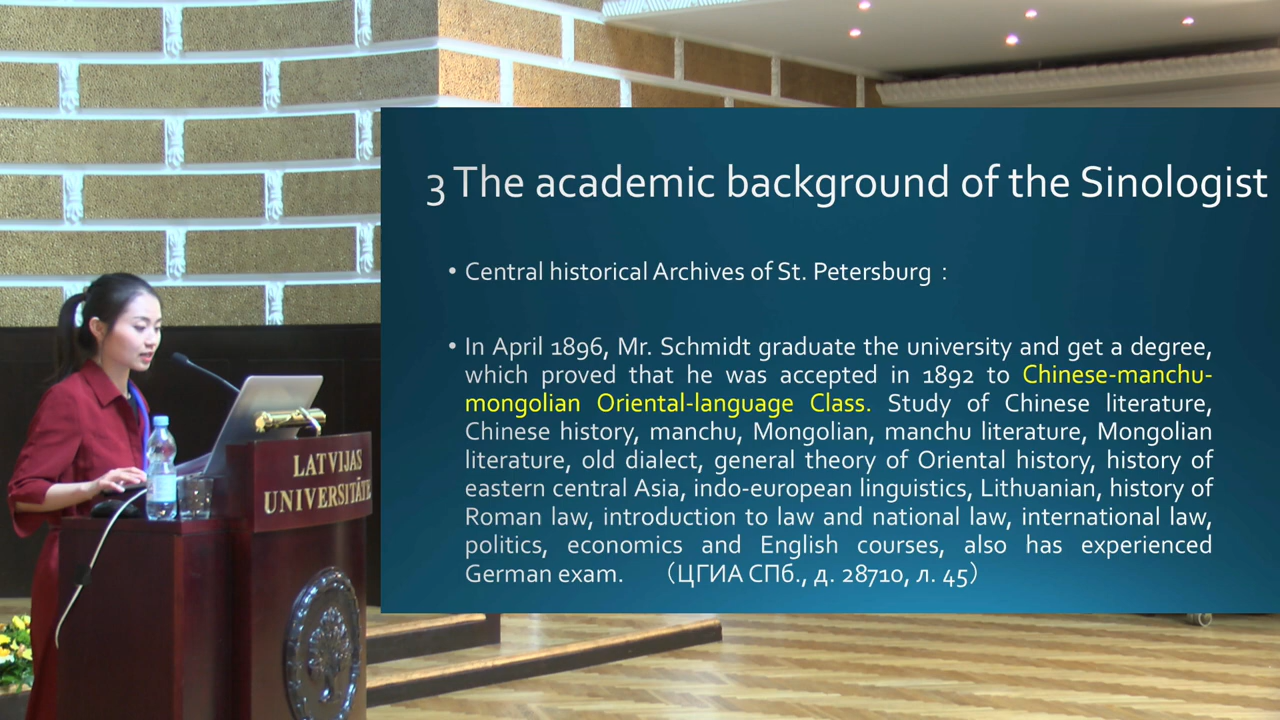 3 The academic background of the Sinologist
• Central historical Archives of St. Petersburg：
• In April 1896, Mr. Schmidt graduate the university and get a degree,
which proved that he was accepted in 1892 to Chinese-manchu-
mongolian Oriental-language Class. Study of Chinese literature,
Chinese history, manchu, Mongolian, manchu literature, Mongolian
literature, old dialect, general theory of Oriental history, history of
eastern central Asia, indo-european linguistics, Lithuanian, history of
Roman law, introduction to law and national law, international law,
politics, economics and English courses, also has experienced
German exam. （ЦГИА СПб., д. 28710, л. 45）
LATVIJAS
UNIVERSITĀTE